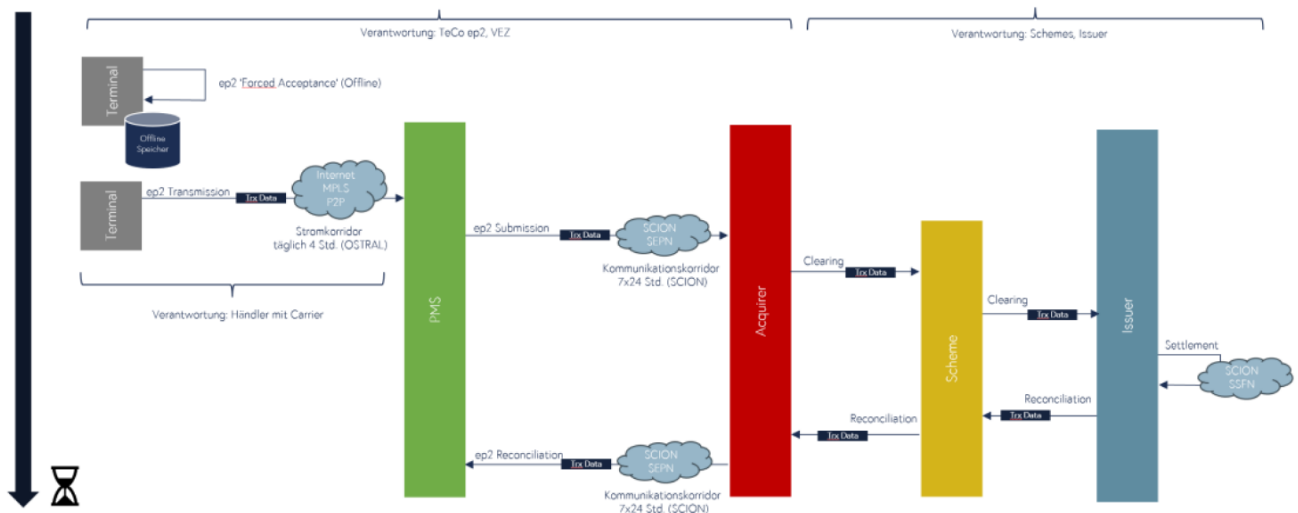 Verantwortung: TeCo ep2, VEZ
Verantwortung: Schemes, Issuer
Terminal
ep2 'Forced Acceptance' (Offline)
Offline
Speicher
Terminal
ep2 Transmission
Trx Data
Internet
MPLS
P2P
Stromkorridor
täglich 4 Std. (OSTRAL)
Verantwortung: Händler mit Carrier
PMS
ep2 Submission
Trx Data
SCION
SEPN
Kommunikationskorridor
7x24 Std. (SCION)
Acquirer
Clearing
Trx Data
Scheme
Clearing
Trx Data
Issuer
Settlement
SCION
SSFN
Reconciliation
Trx Data
Reconciliation
Trx Data
ep2 Reconciliation
Trx Data
SCION
SEPN
Kommunikationskorridor
7x24 Std. (SCION)